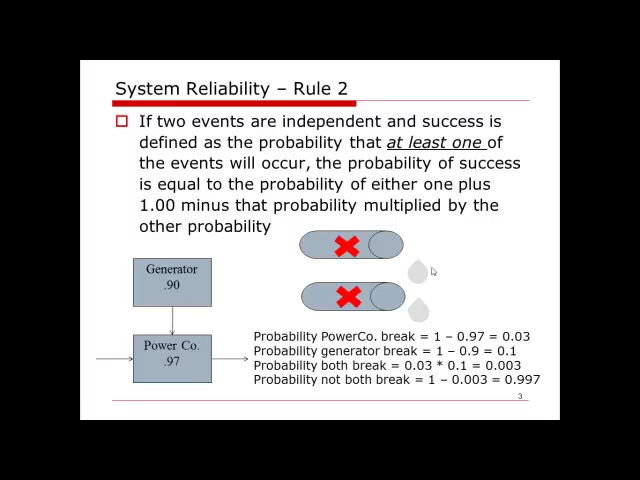 System Reliability – Rule 2
If two events are independent and success is
defined as the probability that at least one of
the events will occur, the probability of success
is equal to the probability of either one plus
1.00 minus that probability multiplied by the
other probability
Generator
.90
Power Co.
.97
Probability PowerCo. break = 1 – 0.97 = 0.03
Probability generator break = 1 – 0.9 = 0.1
Probability both break = 0.03 * 0.1 = 0.003
Probability not both break = 1 – 0.003 = 0.997
3